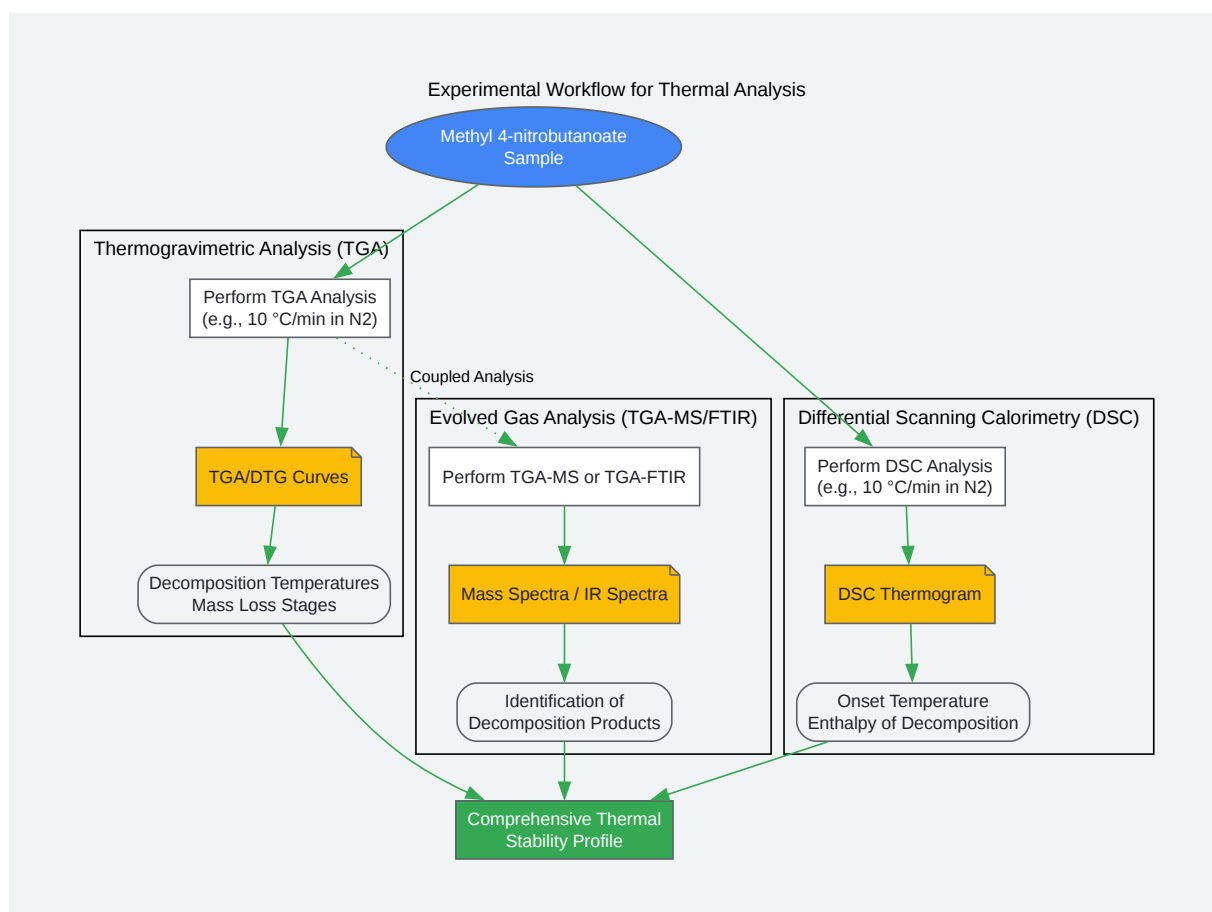 Experimental Workflow for Thermal Analysis
Methyl 4-nitrobutanoate
Sample
Thermogravimetric Analysis (TGA)
Perform TGA Analysis
(e.g., 10 °C/min in N2)
TGA/DTG Curves
Decomposition Temperatures
Mass Loss Stages
Coupled Analysis
Evolved Gas Analysis (TGA-MS/FTIR)
Perform TGA-MS or TGA-FTIR
Mass Spectra / IR Spectra
Identification of
Decomposition Products
Differential Scanning Calorimetry (DSC)
Perform DSC Analysis
(e.g., 10 °C/min in N2)
DSC Thermogram
Onset Temperature
Enthalpy of Decomposition
Comprehensive Thermal
Stability Profile